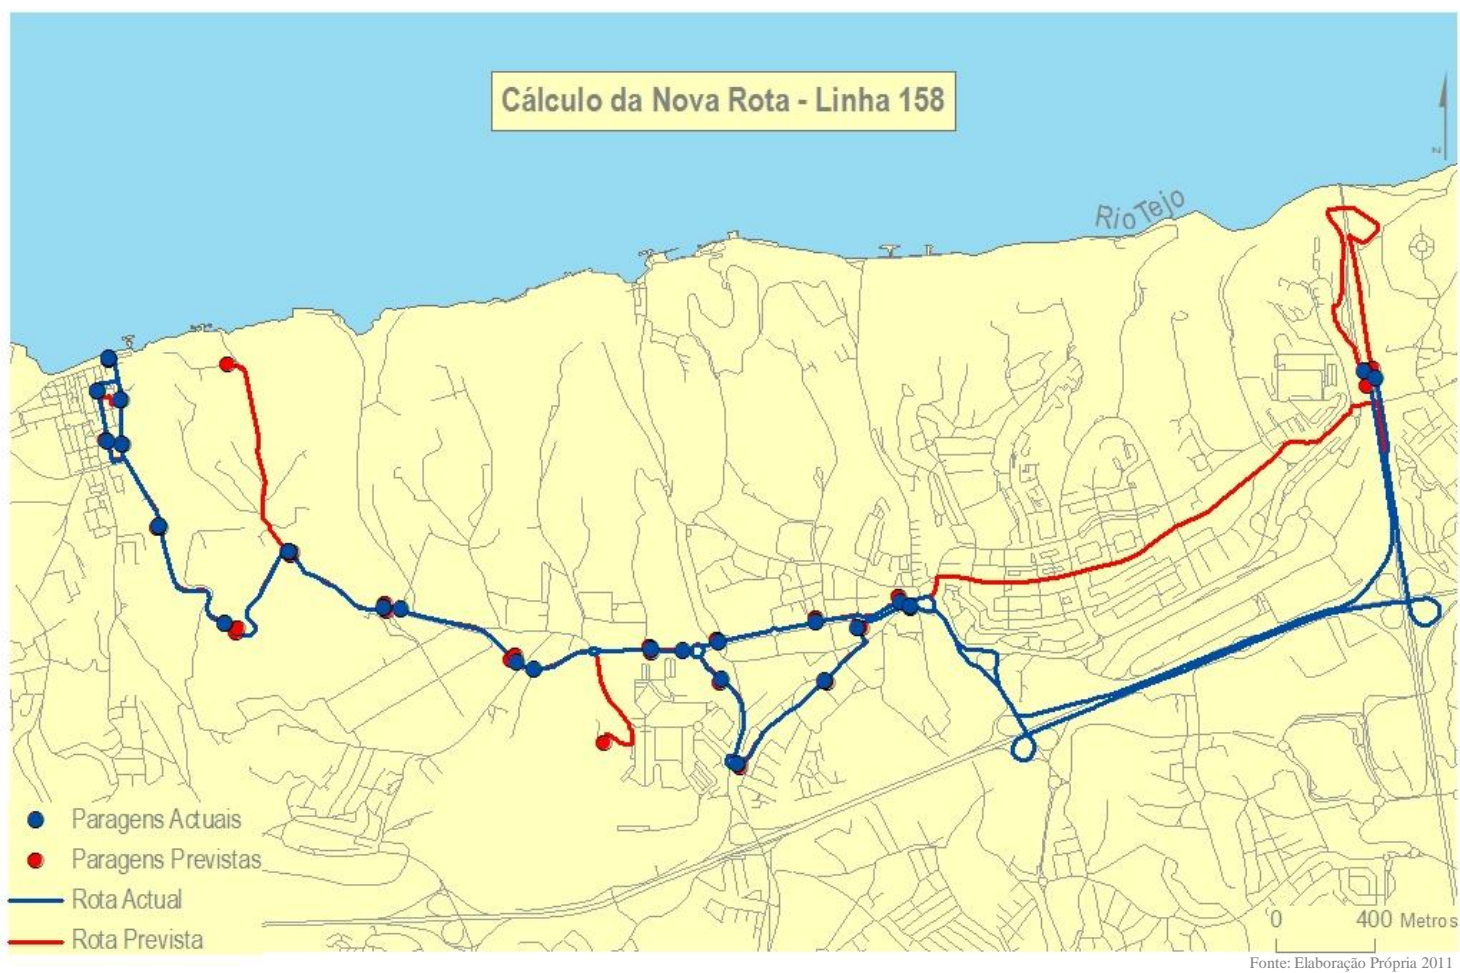 Cálculo da Nova Rota - Linha 158
z
Rio Tejo
Paragens Actuais
Paragens Previstas
Rota Actual
Rota Prevista
0 400 Metros
Fonte: Elaboração Própria 2011